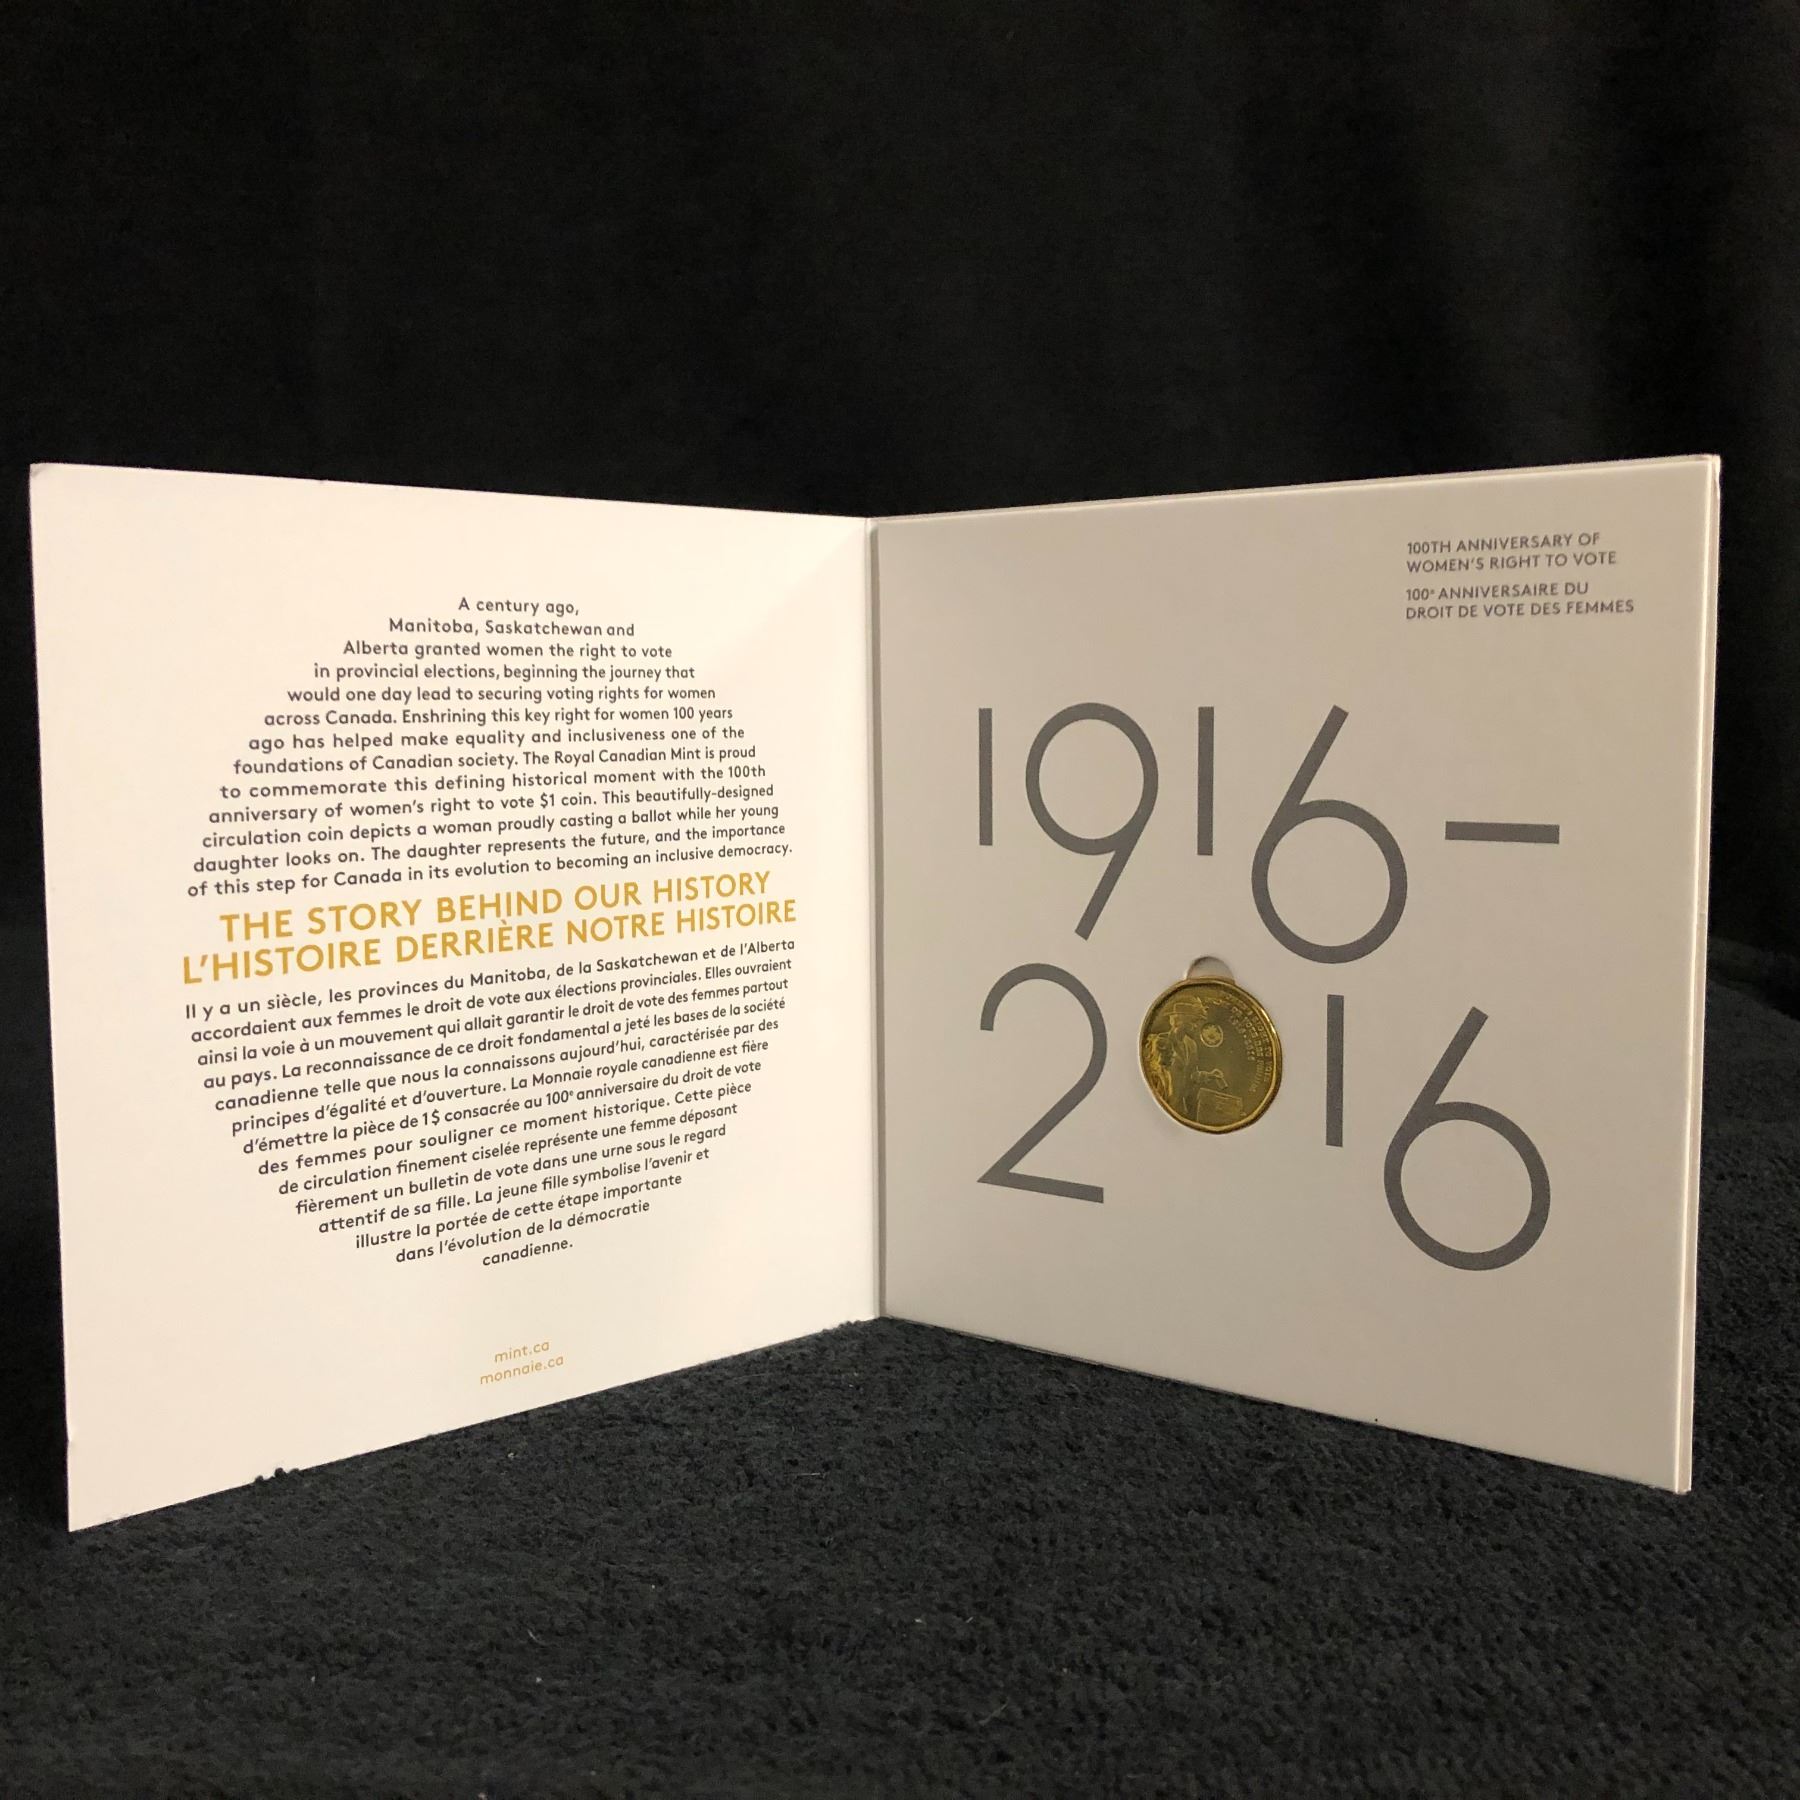 A century ago,
Manitoba, Saskatchewan and
Alberta granted women the right to vote
in provincial elections, beginning the journey that
would one day lead to securing voting rights for women
across Canada. Enshrining this key right for women 100 years
ago has helped make equality and inclusiveness one of the
foundations of Canadian society. The Royal Canadian Mint is proud
to commemorate this defining historical moment with the 100th
anniversary of women's right to vote $1 coin. This beautifully-designed
circulation coin depicts a woman proudly casting a ballot while her young
daughter looks on. The daughter represents the future, and the importance
of this step for Canada in its evolution to becoming an inclusive democracy.
THE STORY BEHIND OUR HISTORY
L'HISTOIRE DERRIÈRE NOTRE HISTOIRE
Il y a un siècle, les provinces du Manitoba, de la Saskatchewan et de l'Alberta
accordaient aux femmes le droit de vote aux élections provinciales. Elles ouvraient
ainsi la voie à un mouvement qui allait garantir le droit de vote des femmes partout
au pays. La reconnaissance de ce droit fondamental a jeté les bases de la société
canadienne telle que nous la connaissons aujourd'hui, caractérisée par des
principes d'égalité et d'ouverture. La Monnaie royale canadienne est fière
d'émettre la pièce de 1 $ consacrée au 100e anniversaire du droit de vote
des femmes pour souligner ce moment historique. Cette pièce
de circulation finement ciselée représente une femme déposant
fièrement un bulletin de vote dans une urne sous le regard
attentif de sa fille. La jeune fille symbolise l'avenir et
illustre la portée de cette étape importante
dans l'évolution de la démocratie
canadienne.
mint.ca
monnaie.ca
100TH ANNIVERSARY OF
WOMEN'S RIGHT TO VOTE
100e ANNIVERSAIRE DU
DROIT DE VOTE DES FEMMES
1916–
2016